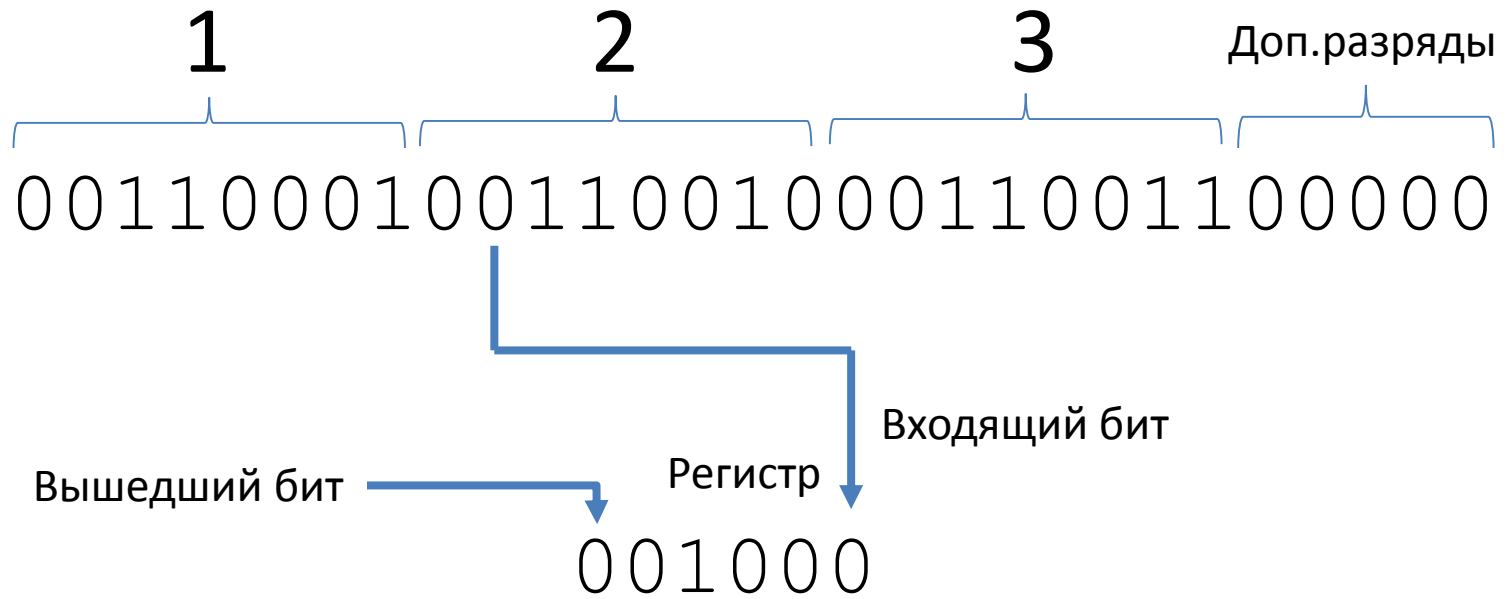 1 2 3 Доп.разряды
00110001001100100011001100000
Входящий бит
Регистр
Вышедший бит
001000